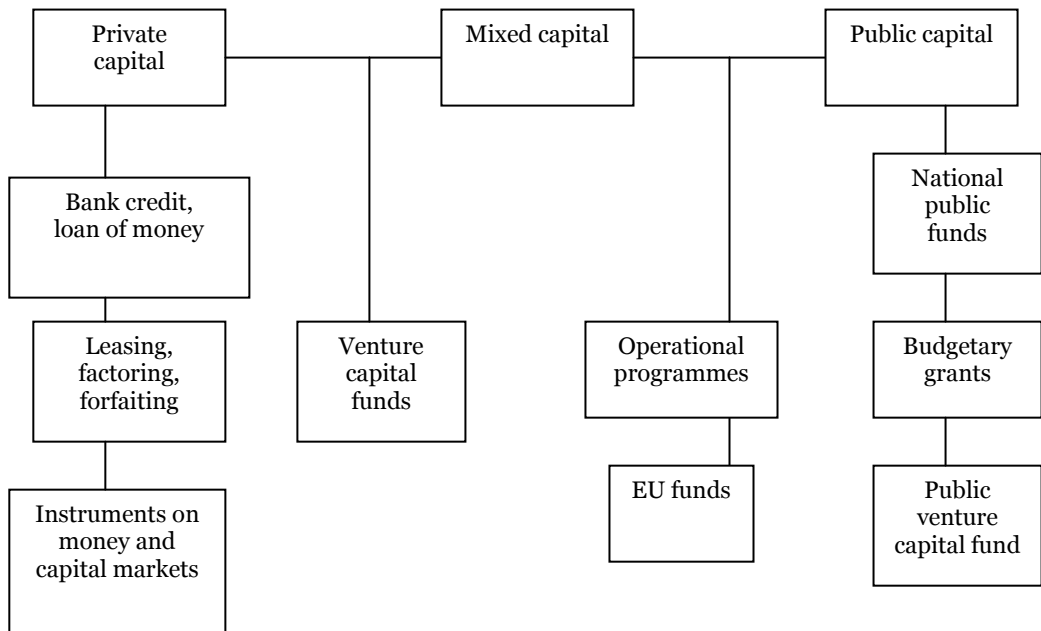 Private
capital
Mixed capital
Public capital
Bank credit,
loan of money
National
public
funds
Leasing,
factoring,
forfaiting
Venture
capital
funds
Operational
programmes
Budgetary
grants
EU funds
Public
venture
capital fund
Instruments on
money and
capital markets